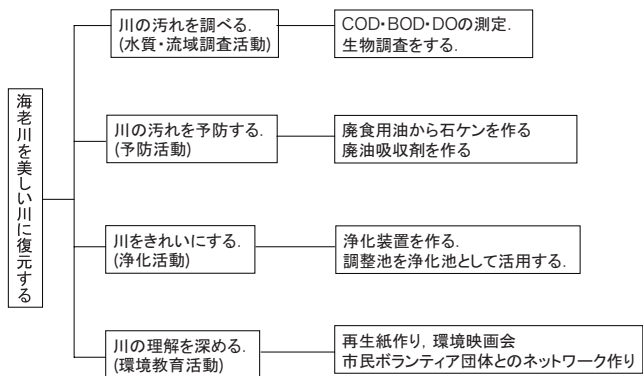 海老川を美しい川に復元する
川の汚れを調べる.
(水質・流域調査活動)
COD・BOD・DOの測定.
生物調査をする.
川の汚れを予防する.
(予防活動)
廃食用油から石ケンを作る
廃油吸収剤を作る
川をきれいにする.
(浄化活動)
浄化装置を作る.
調整池を浄化池として活用する.
川の理解を深める.
(環境教育活動)
再生紙作り, 環境映画会
市民ボランティア団体とのネットワーク作り